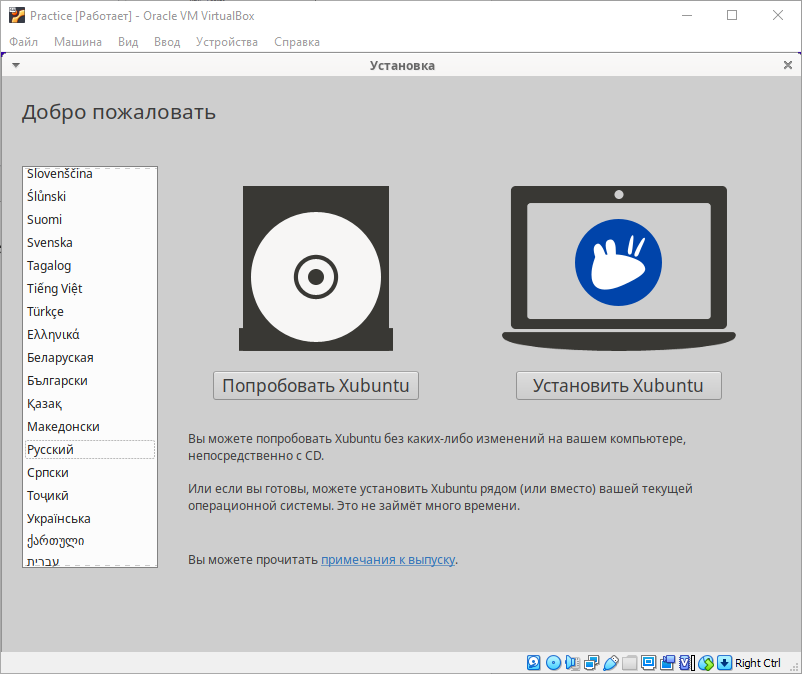 Practice [Работает] - Oracle VM VirtualBox
Файл Машина Вид Ввод Устройства Справка
Установка
Добро пожаловать
Slovenščina
Ślůnski
Suomi
Svenska
Tagalog
Tiếng Việt
Türkçe
Ελληνικά
Беларуская
Български
Қазақ
Македонски
Русский
Српски
Тоҷикӣ
Українська
ქართული
עברית
Попробовать Xubuntu
Установить Xubuntu
Вы можете попробовать Xubuntu без каких-либо изменений на вашем компьютере,
непосредственно с CD.
Или если вы готовы, можете установить Xubuntu рядом (или вместо) вашей текущей
операционной системы. Это не займёт много времени.
Вы можете прочитать примечания к выпуску.
Right Ctrl